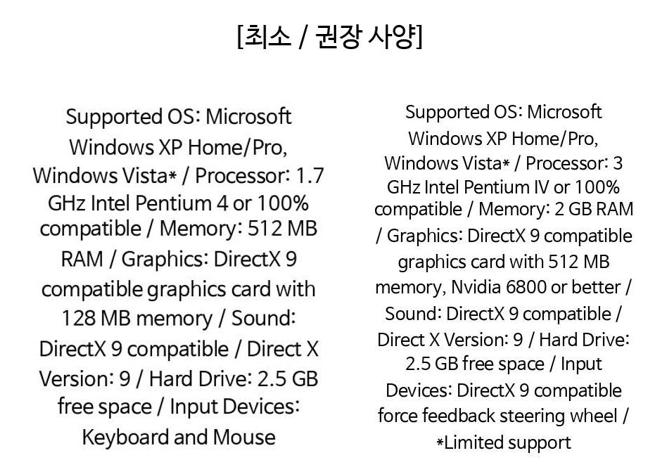 [최소 / 권장 사양]
Supported OS: Microsoft
Windows XP Home/Pro,
Windows Vista* / Processor: 1.7
GHz Intel Pentium 4 or 100%
compatible / Memory: 512 MB
RAM / Graphics: DirectX 9
compatible graphics card with
128 MB memory / Sound:
DirectX 9 compatible / Direct X
Version: 9 / Hard Drive: 2.5 GB
free space / Input Devices:
Keyboard and Mouse
Supported OS: Microsoft
Windows XP Home/Pro,
Windows Vista* / Processor: 3
GHz Intel Pentium IV or 100%
compatible / Memory: 2 GB RAM
/ Graphics: DirectX 9 compatible
graphics card with 512 MB
memory, Nvidia 6800 or better /
Sound: DirectX 9 compatible /
Direct X Version: 9 / Hard Drive:
2.5 GB free space / Input
Devices: DirectX 9 compatible
force feedback steering wheel /
*Limited support